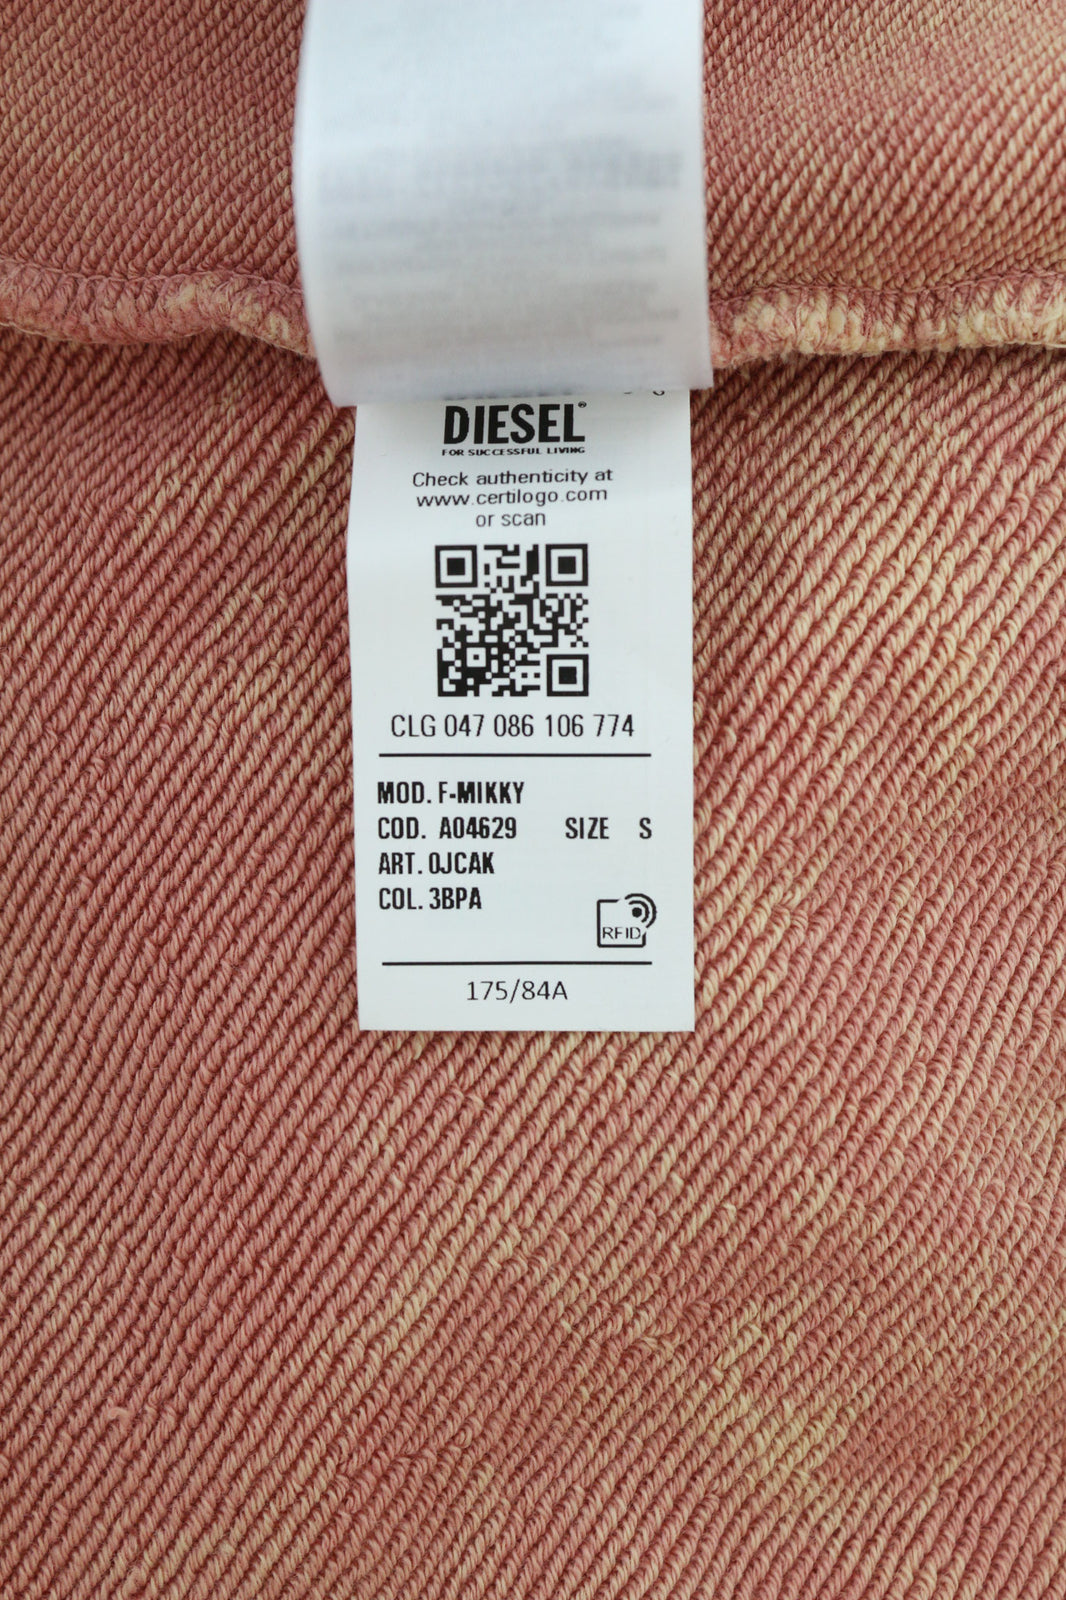 DIESEL®
FOR SUCCESSFUL LIVING
Check authenticity at
www.certilogo.com
or scan
CLG 047 086 106 774
MOD. F-MIKKY
COD. A04629 SIZE S
ART. 0JCAK
COL. 3BPA
RFID
175/84A